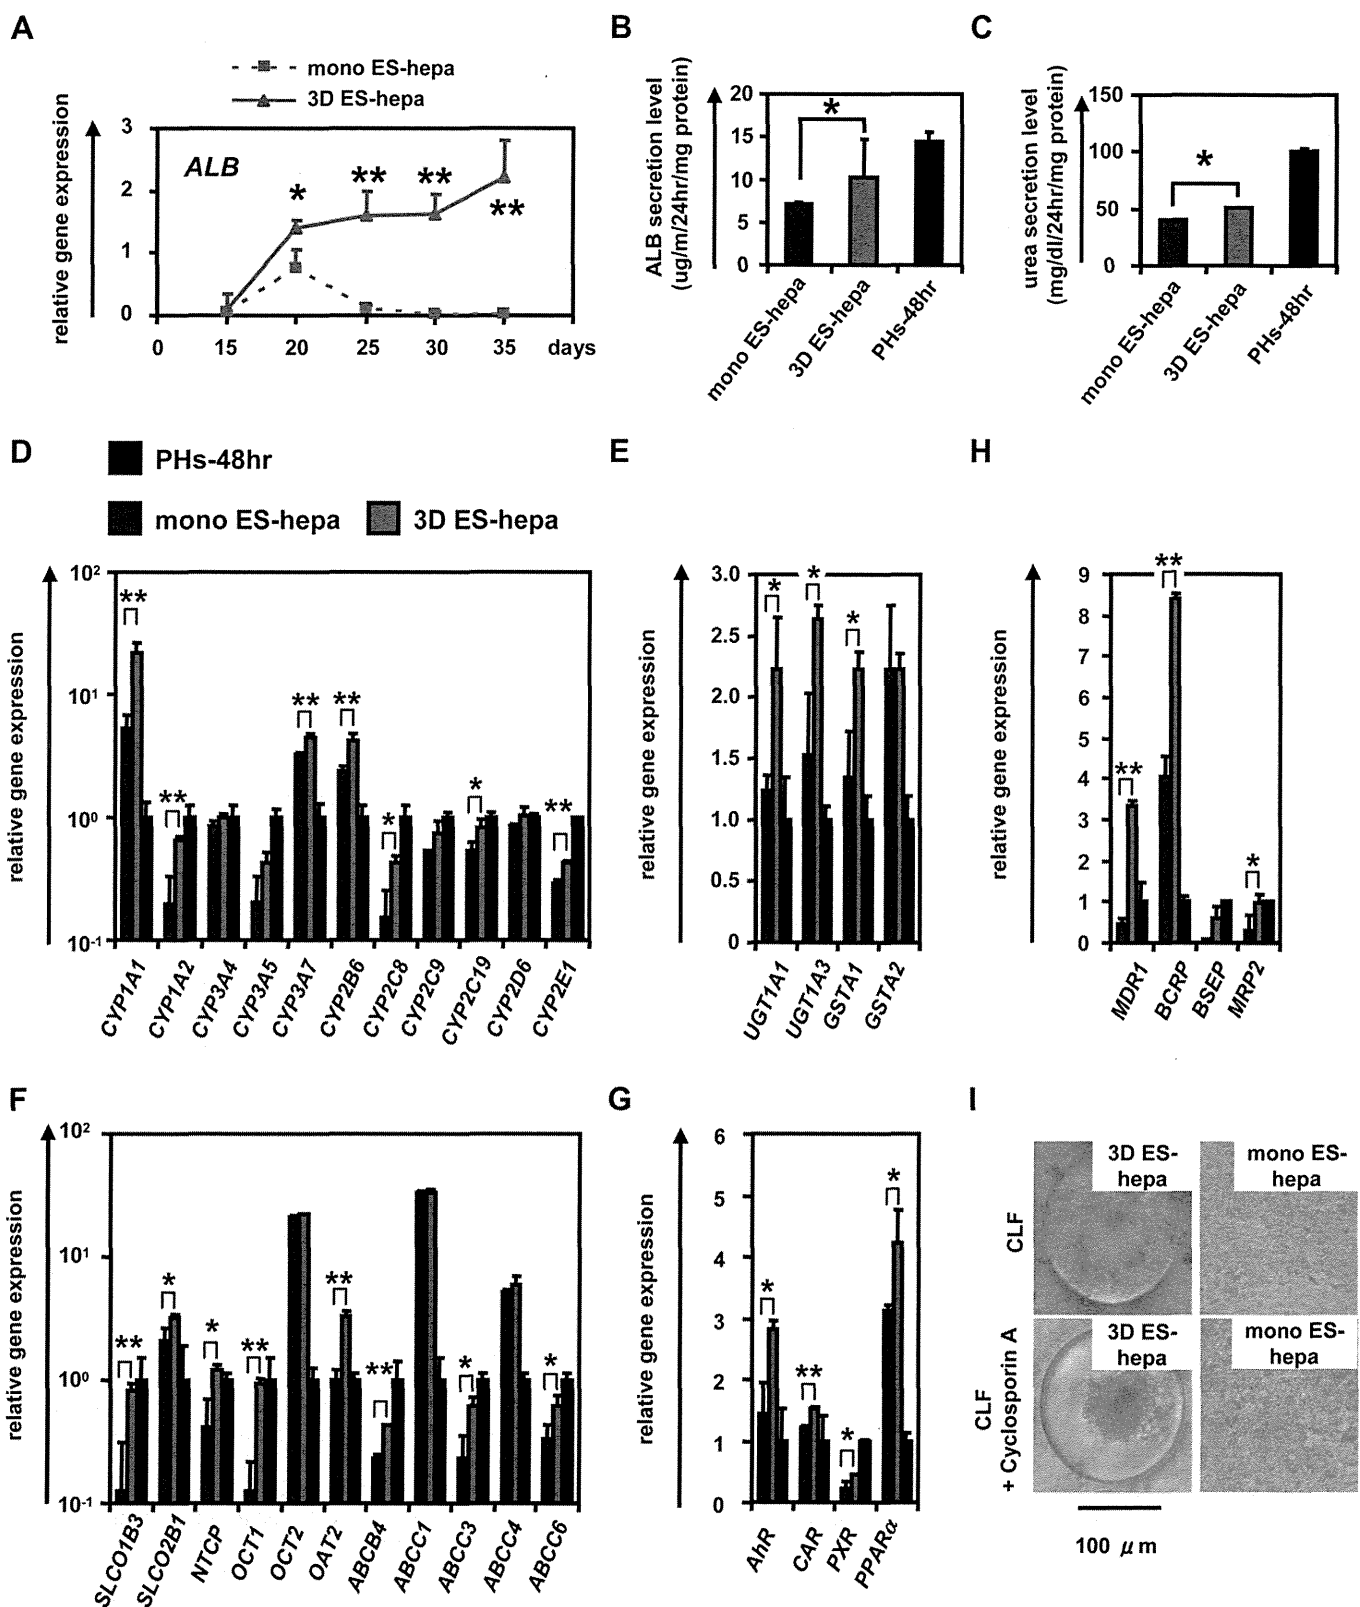 A
mono ES-hepa
3D ES-hepa
relative gene expression
3
2
1
0
ALB
*
**
**
**
0 15 20 25 30 35 days
B
ALB secretion level
(ug/m/24hr/mg protein)
20
15
10
5
0
*
mono ES-hepa
3D ES-hepa
PHs-48hr
C
urea secretion level
(mg/dl/24hr/mg protein)
150
100
50
0
*
mono ES-hepa
3D ES-hepa
PHs-48hr
D
PHs-48hr
mono ES-hepa
3D ES-hepa
relative gene expression
10²
10¹
10⁰
10⁻¹
**
**
**
**
*
*
**
CYP1A1
CYP1A2
CYP3A4
CYP3A5
CYP3A7
CYP2B6
CYP2C8
CYP2C9
CYP2C19
CYP2D6
CYP2E1
E
relative gene expression
3.0
2.5
2.0
1.5
1.0
0.5
0
*
*
*
UGT1A1
UGT1A3
GSTA1
GSTA2
H
relative gene expression
9
8
7
6
5
4
3
2
1
0
**
**
*
MDR1
BCRP
BSEP
MRP2
F
relative gene expression
10²
10¹
10⁰
10⁻¹
**
*
*
**
**
**
*
*
SLCO1B3
SLCO2B1
NTCP
OCT1
OCT2
OAT2
ABCB4
ABCC1
ABCC3
ABCC4
ABCC6
G
relative gene expression
6
5
4
3
2
1
0
*
**
*
*
AhR
CAR
PXR
PPARα
I
CLF
3D ES-
hepa
mono ES-
hepa
CLF
+ Cyclosporin A
3D ES-
hepa
mono ES-
hepa
100 μm